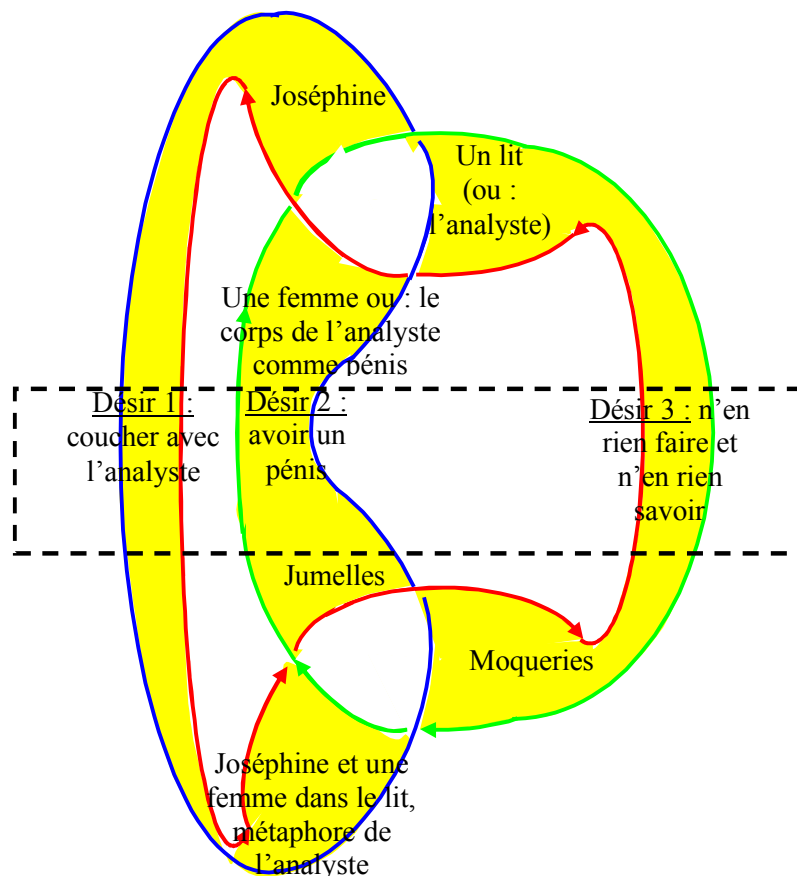 Joséphine
Un lit
(ou :
l’analyste)
Une femme ou : le
corps de l’analyste
comme pénis
Désir 1 :
coucher avec
l’analyste
Désir 2 :
avoir un
pénis
Désir 3 : n’en
rien faire et
n’en rien
savoir
Jumelles
Moqueries
Joséphine et une
femme dans le lit,
métaphore de
l’analyste